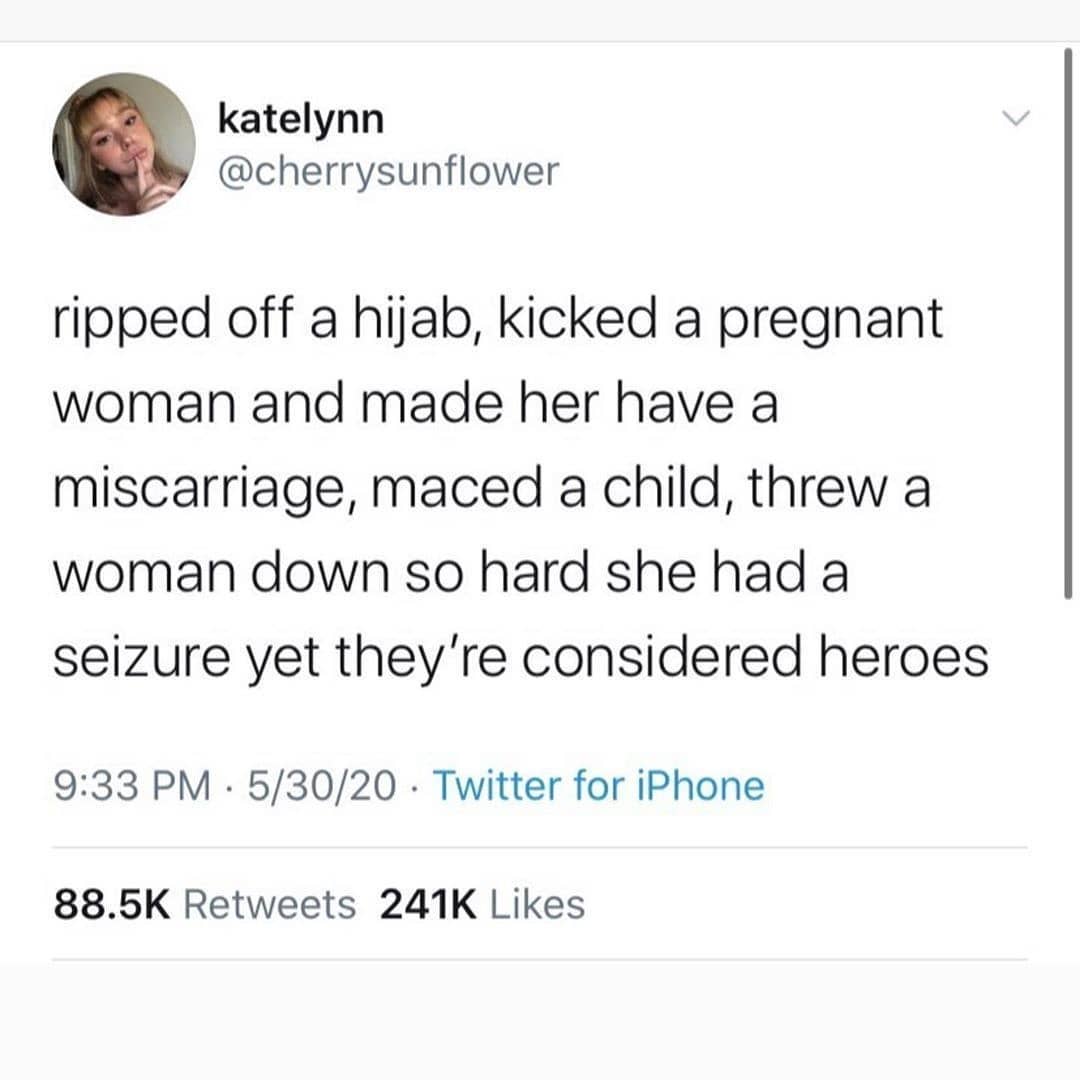 katelynn
@cherrysunflower
ripped off a hijab, kicked a pregnant
woman and made her have a
miscarriage, maced a child, threw a
woman down so hard she had a
seizure yet they're considered heroes
9:33 PM · 5/30/20 · Twitter for iPhone
88.5K Retweets 241K Likes